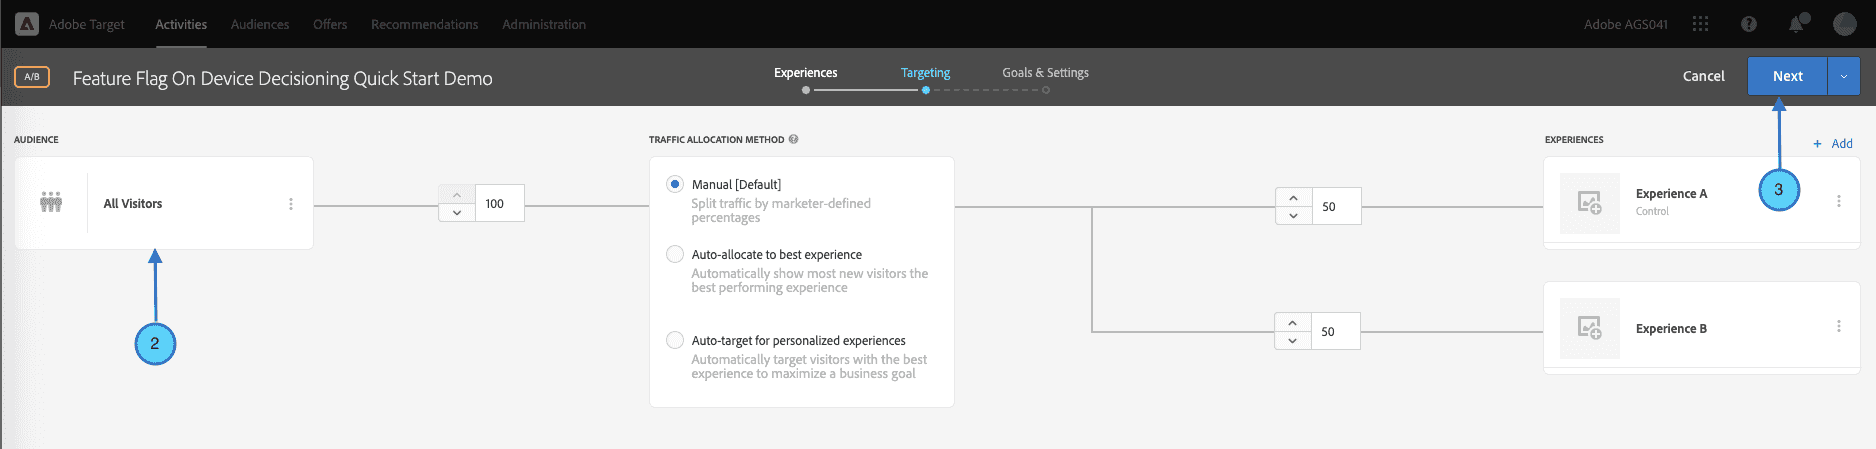 Adobe Target Activities Audiences Offers Recommendations Administration Adobe AGS041
A/B Feature Flag On Device Decisioning Quick Start Demo Experiences Targeting Goals & Settings Cancel Next
AUDIENCE
TRAFFIC ALLOCATION METHOD
EXPERIENCES
+ Add
All Visitors
100
Manual [Default]
Split traffic by marketer-defined
percentages
Auto-allocate to best experience
Automatically show most new visitors the
best performing experience
Auto-target for personalized experiences
Automatically target visitors with the best
experience to maximize a business goal
50
Experience A
Control
50
Experience B
2
3